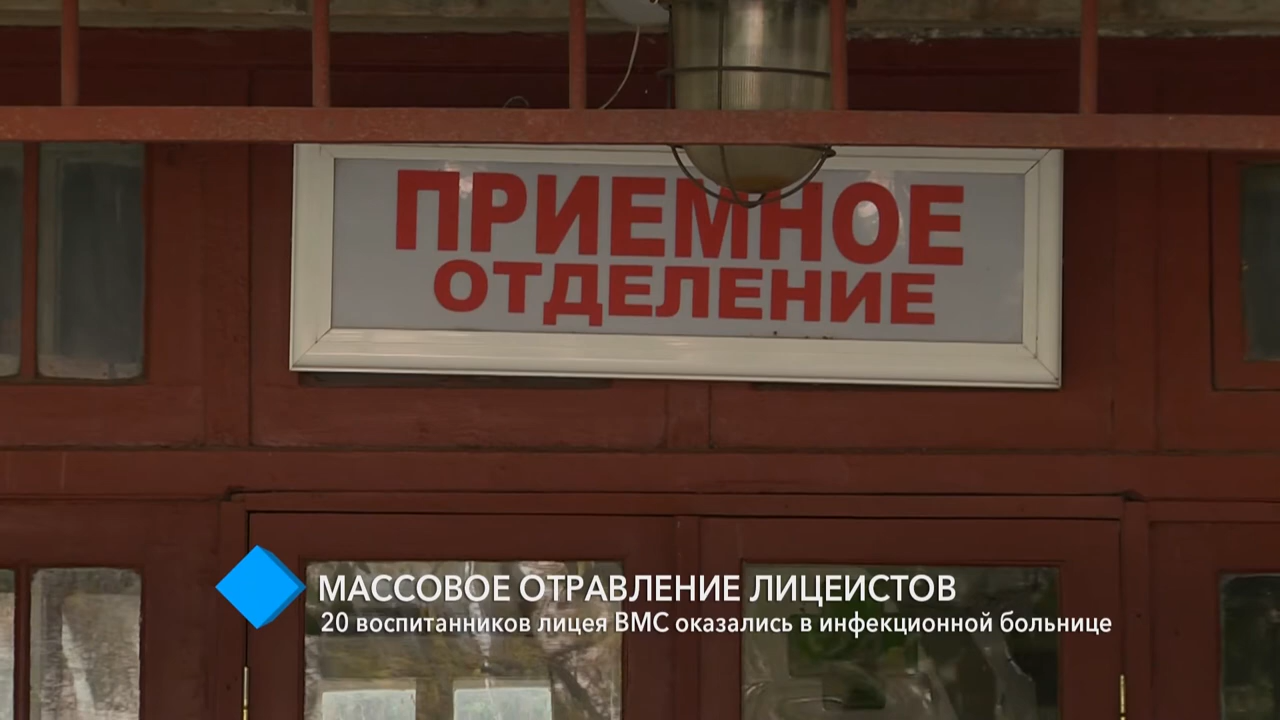 ПРИЕМНОЕ
ОТДЕЛЕНИЕ
МАССОВОЕ ОТРАВЛЕНИЕ ЛИЦЕИСТОВ
20 воспитанников лицея ВМС оказались в инфекционной больнице